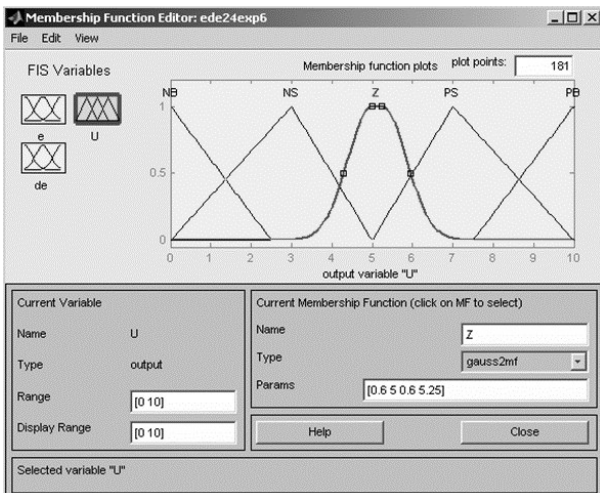 Membership Function Editor: ede24exp6
File Edit View
FIS Variables
Membership function plots plot points: 181
e U
de
NB NS Z PS PB
1
0.5
0
0 1 2 3 4 5 6 7 8 9 10
output variable "U"
Current Variable
Name U
Type output
Range [0 10]
Display Range [0 10]
Current Membership Function (click on MF to select)
Name Z
Type gauss2mf
Params [0.6 5 0.6 5.25]
Help Close
Selected variable "U"